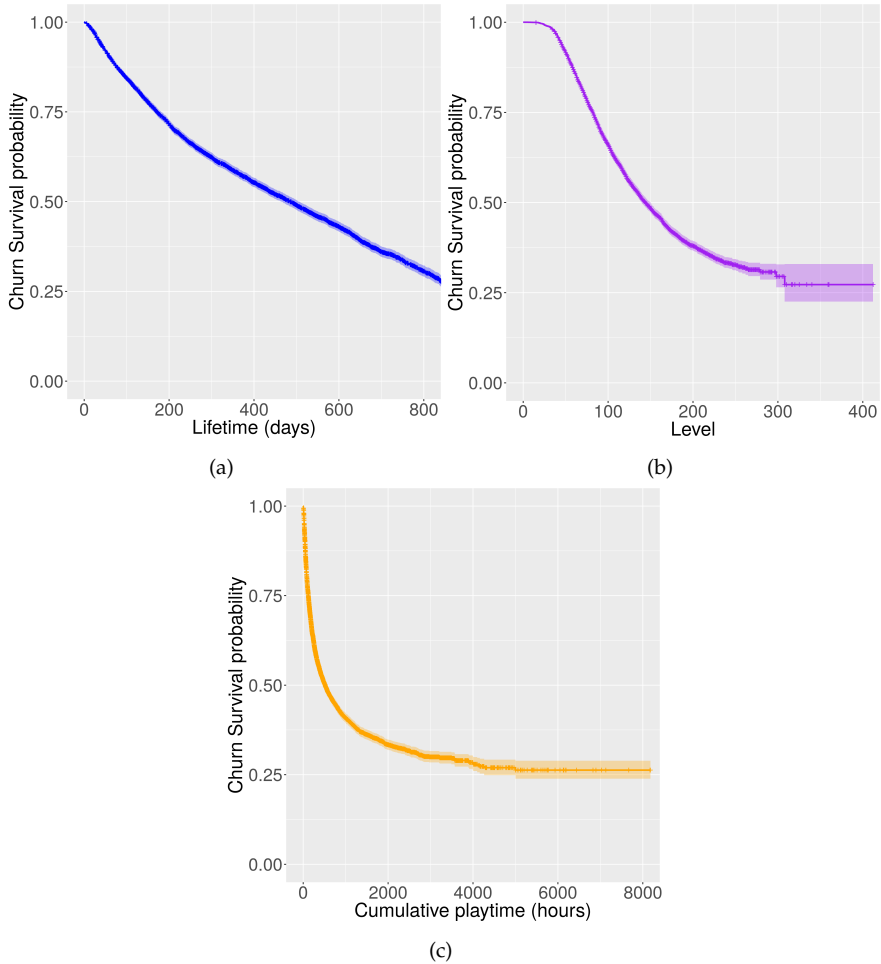 Churn Survival probability
1.00
0.75
0.50
0.25
0.00
0 200 400 600 800
Lifetime (days)
(a)
Churn Survival probability
1.00
0.75
0.50
0.25
0.00
0 100 200 300 400
Level
(b)
Churn Survival probability
1.00
0.75
0.50
0.25
0.00
0 2000 4000 6000 8000
Cumulative playtime (hours)
(c)